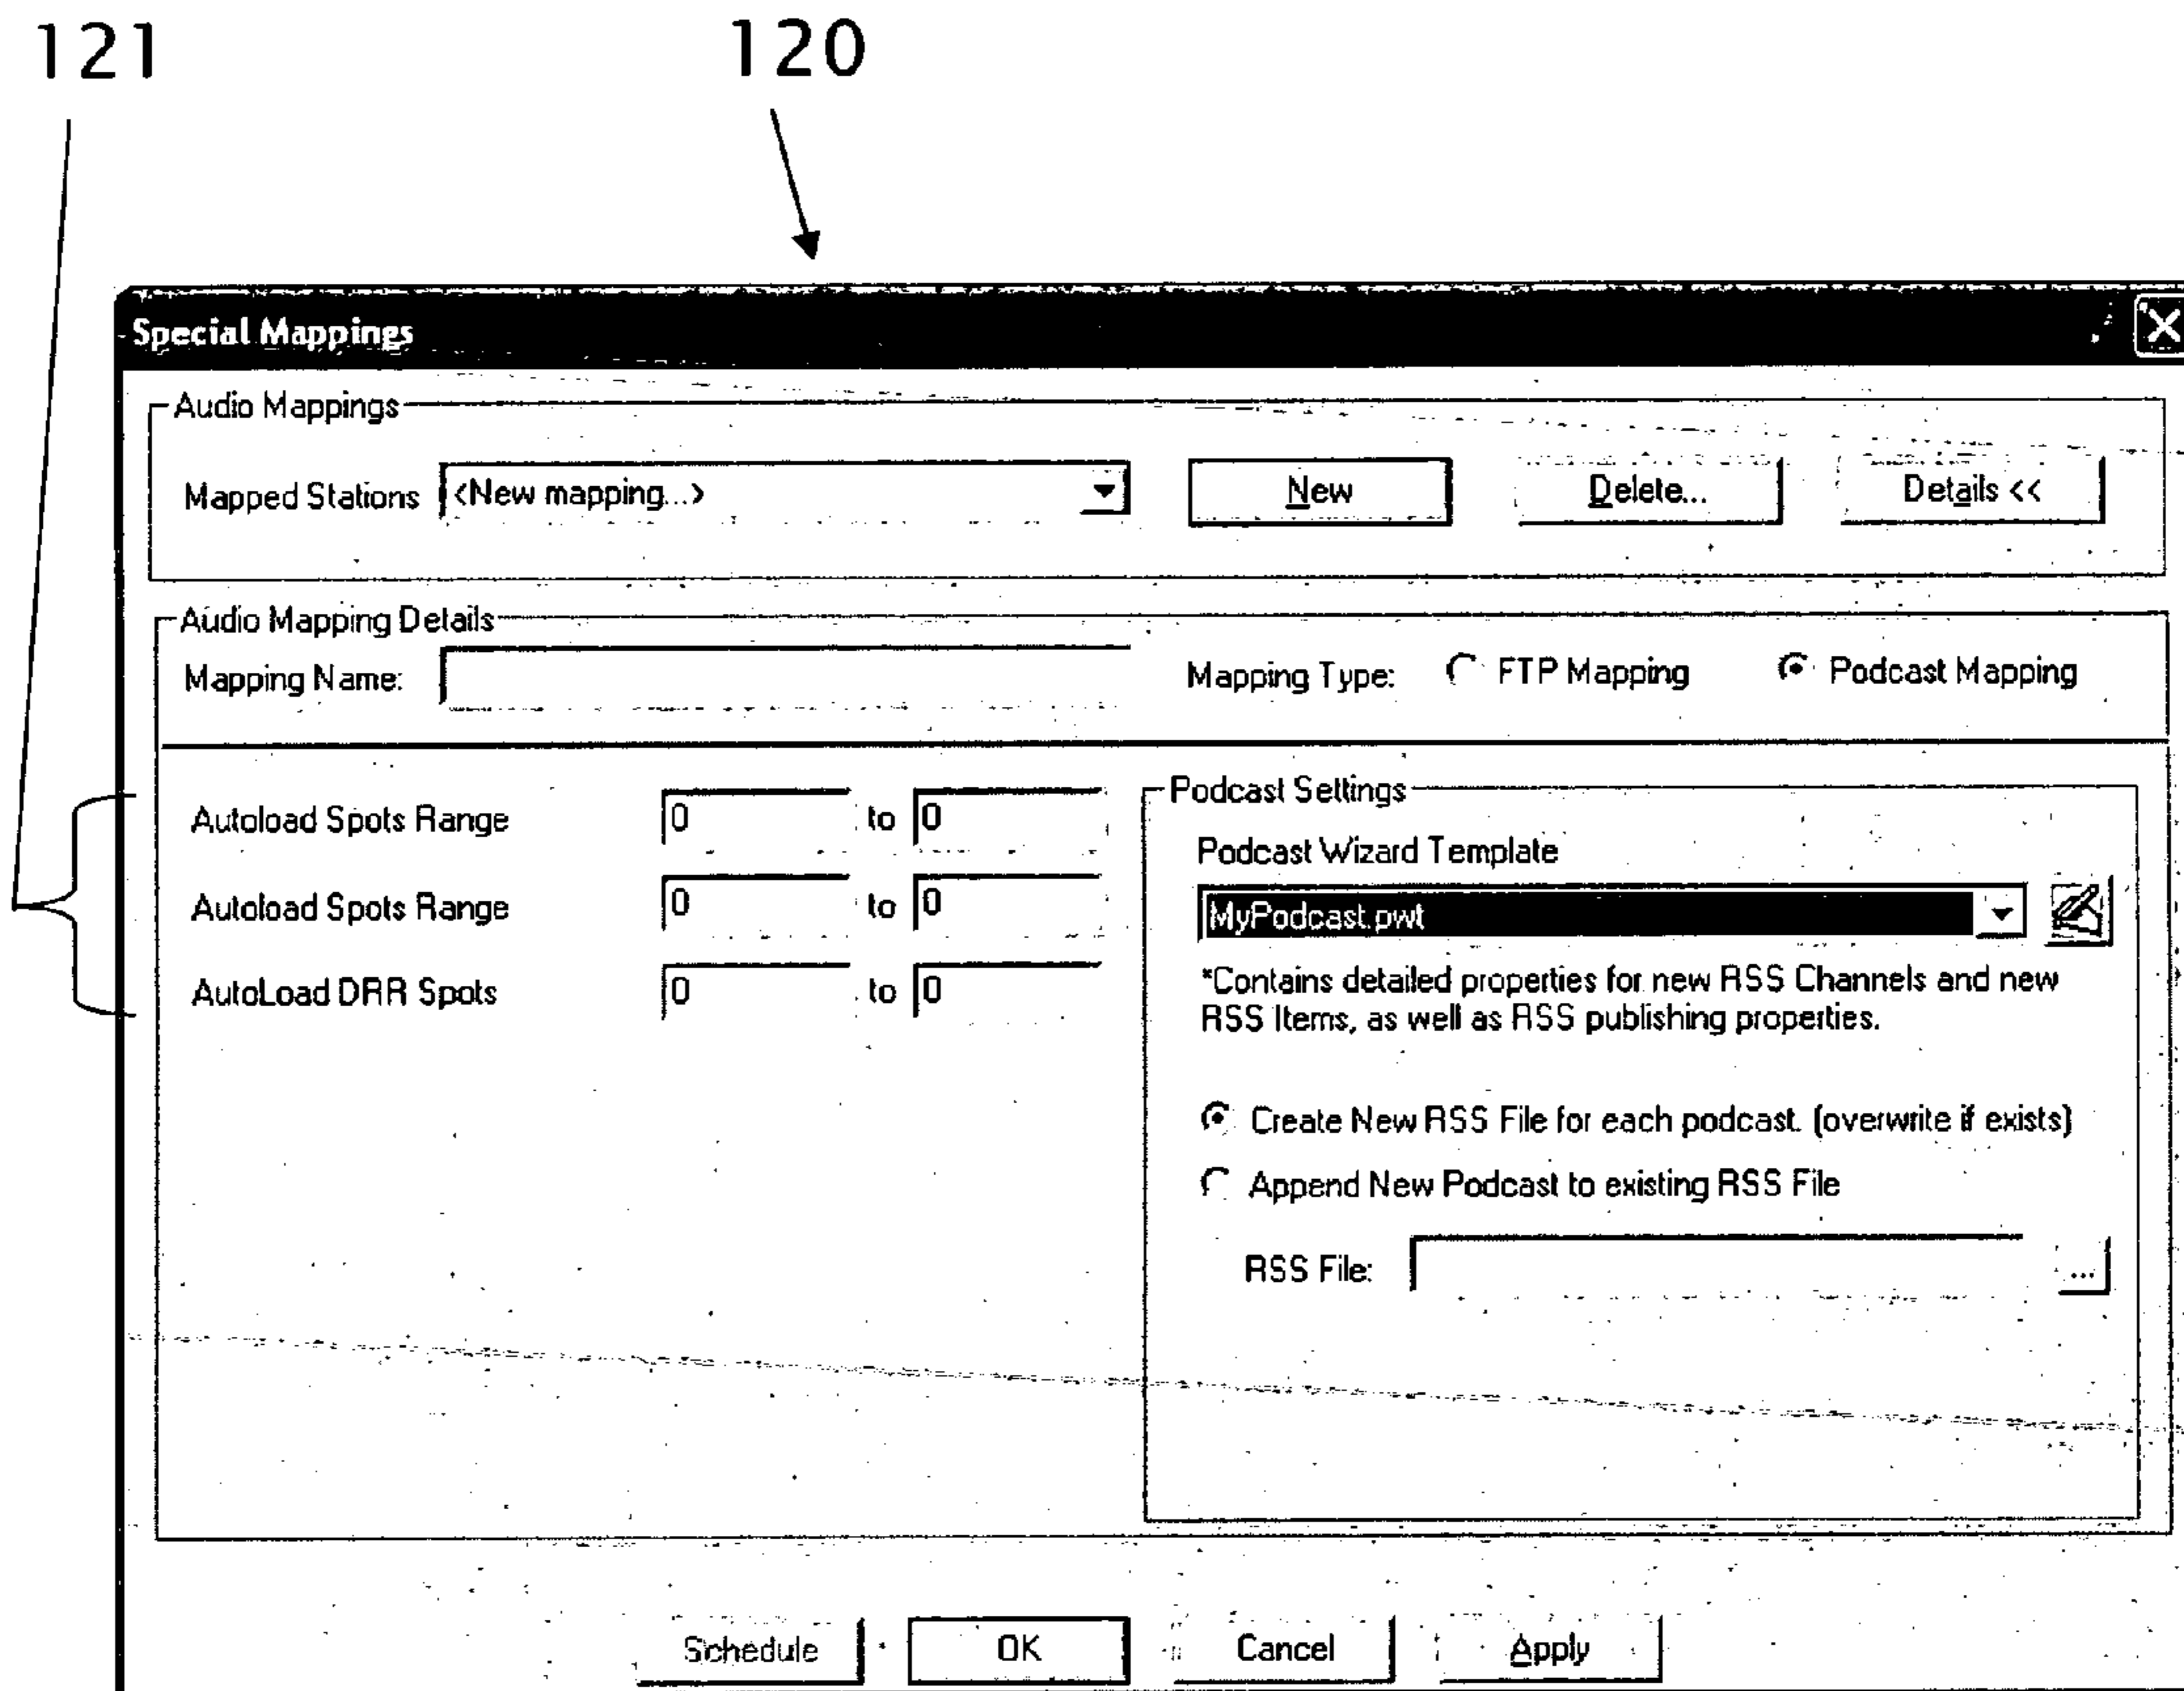 121
120
Special Mappings
Audio Mappings
Mapped Stations <New mapping...> New Delete... Details <<
Audio Mapping Details
Mapping Name: Mapping Type: FTP Mapping Podcast Mapping
Autoload Spots Range 0 to 0
Autoload Spots Range 0 to 0
AutoLoad DRR Spots 0 to 0
Podcast Settings
Podcast Wizard Template
MyPodcast.pwt
*Contains detailed properties for new RSS Channels and new
RSS Items, as well as RSS publishing properties.
Create New RSS File for each podcast. (overwrite if exists)
Append New Podcast to existing RSS File
RSS File: ...
Schedule OK Cancel Apply